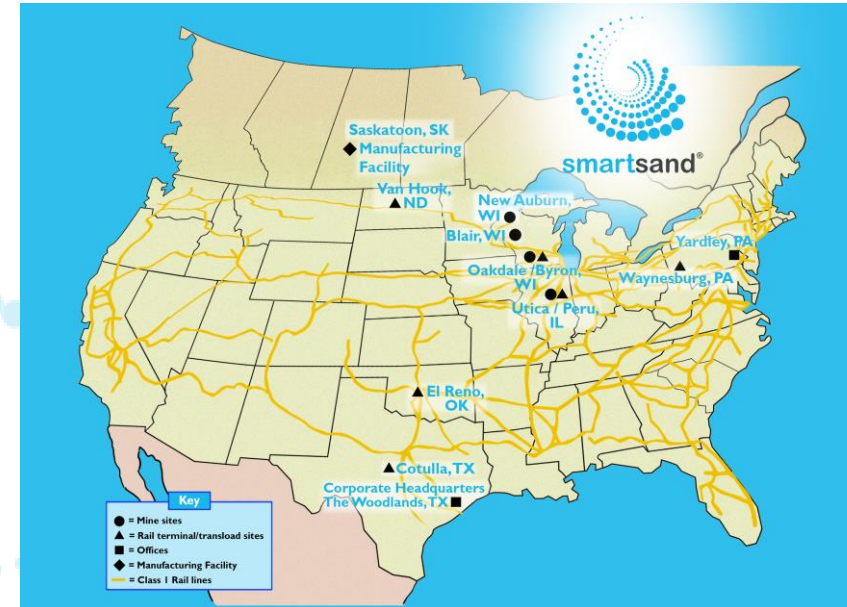 smartsand®
Saskatoon, SK
Manufacturing
Facility
Van Hook,
ND
New Auburn,
WI
Blair, WI
Oakdale /Byron,
WI
Utica / Peru,
IL
Yardley, PA
Waynesburg, PA
El Reno,
OK
Cotulla, TX
Corporate Headquarters
The Woodlands, TX
Key
= Mine sites
= Rail terminal/transload sites
= Offices
= Manufacturing Facility
= Class 1 Rail lines